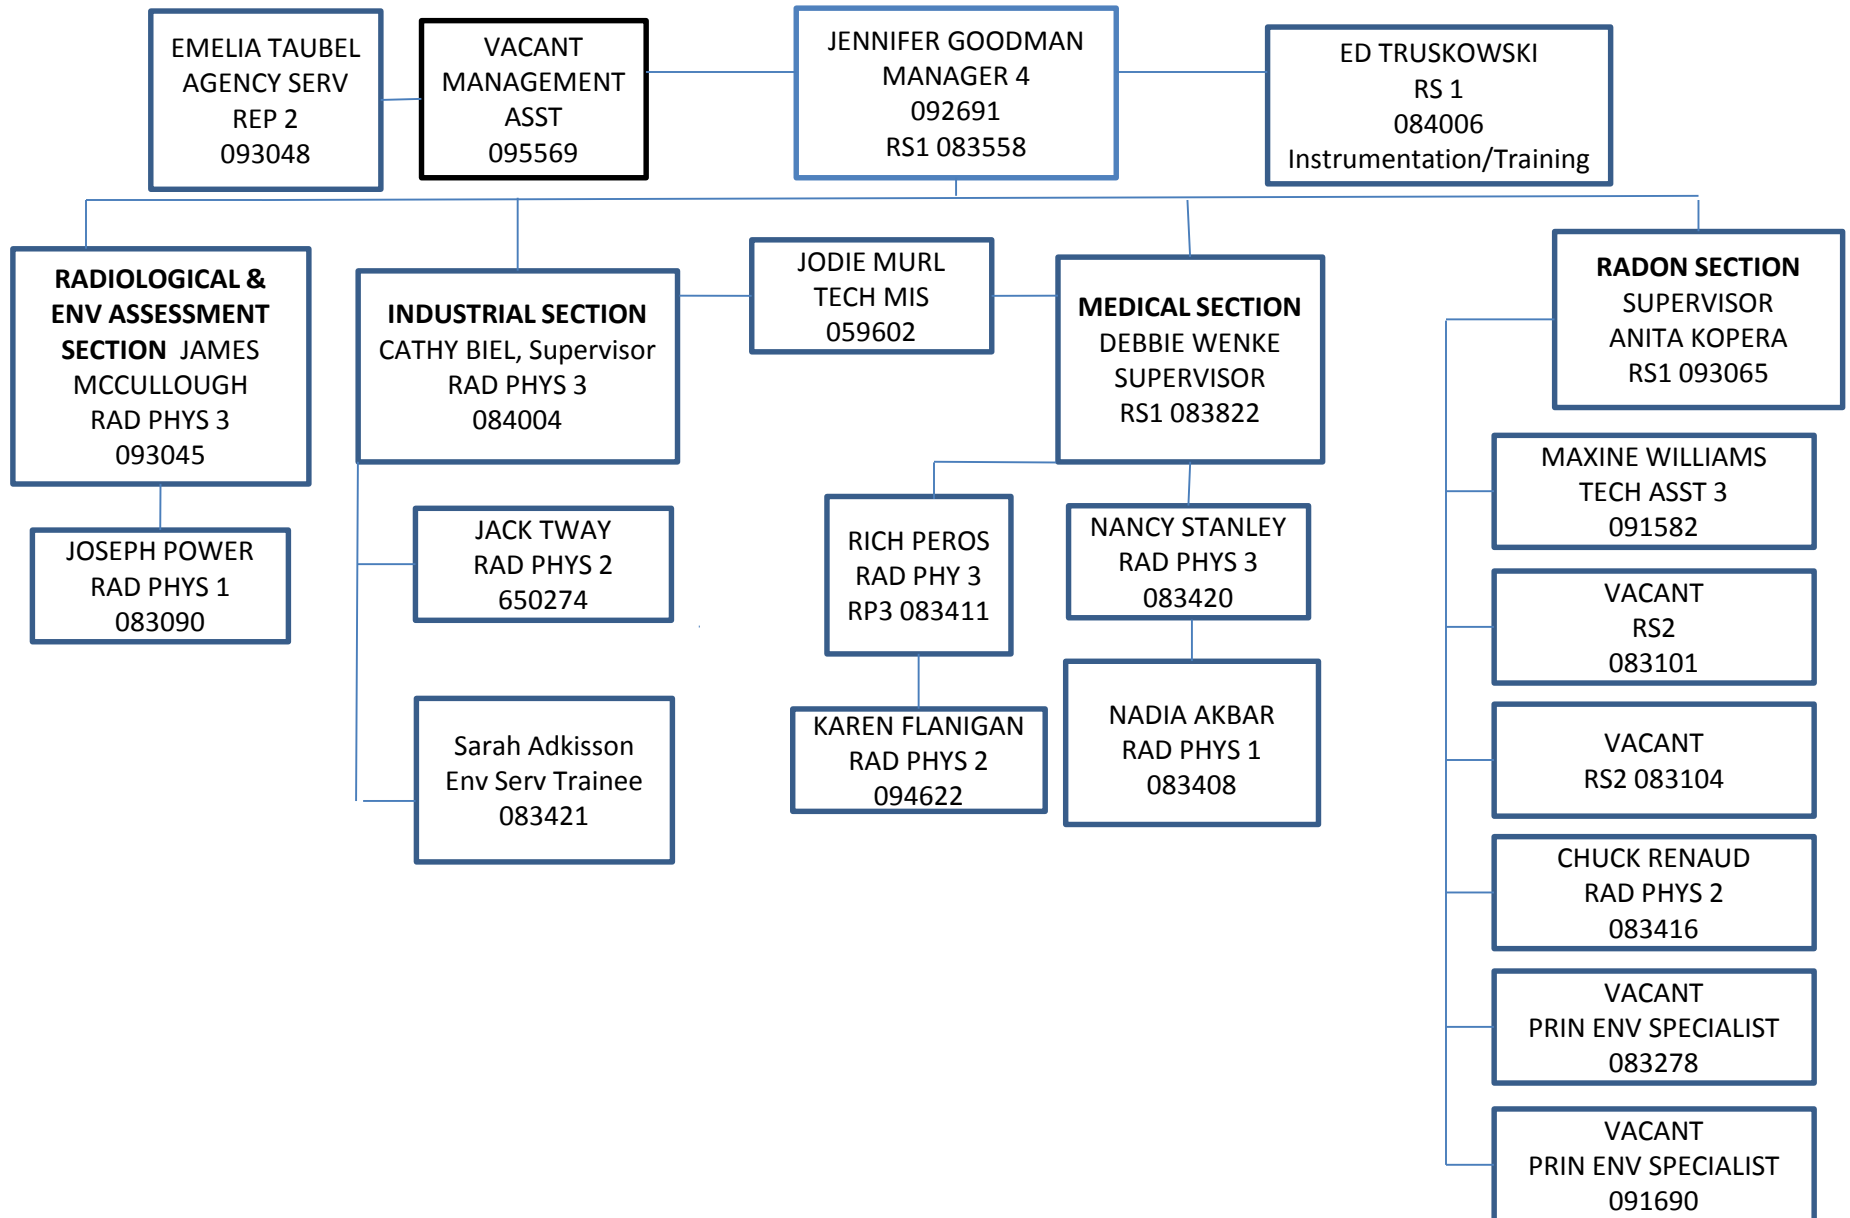 EMELIA TAUBEL
AGENCY SERV
REP 2
093048
VACANT
MANAGEMENT
ASST
095569
JENNIFER GOODMAN
MANAGER 4
092691
RS1 083558
ED TRUSKOWSKI
RS 1
084006
Instrumentation/Training
RADIOLOGICAL &
ENV ASSESSMENT
SECTION JAMES
MCCULLOUGH
RAD PHYS 3
093045
INDUSTRIAL SECTION
CATHY BIEL, Supervisor
RAD PHYS 3
084004
JODIE MURL
TECH MIS
059602
MEDICAL SECTION
DEBBIE WENKE
SUPERVISOR
RS1 083822
RADON SECTION
SUPERVISOR
ANITA KOPERA
RS1 093065
JOSEPH POWER
RAD PHYS 1
083090
JACK TWAY
RAD PHYS 2
650274
Sarah Adkisson
Env Serv Trainee
083421
RICH PEROS
RAD PHY 3
RP3 083411
KAREN FLANIGAN
RAD PHYS 2
094622
NANCY STANLEY
RAD PHYS 3
083420
NADIA AKBAR
RAD PHYS 1
083408
MAXINE WILLIAMS
TECH ASST 3
091582
VACANT
RS2
083101
VACANT
RS2 083104
CHUCK RENAUD
RAD PHYS 2
083416
VACANT
PRIN ENV SPECIALIST
083278
VACANT
PRIN ENV SPECIALIST
091690